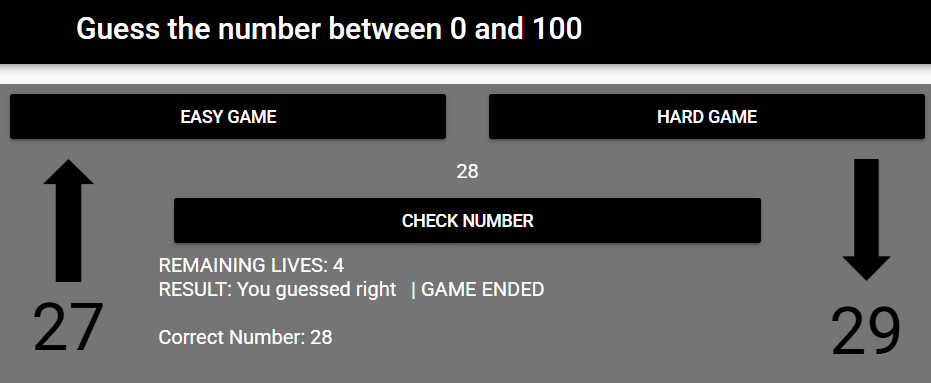 Guess the number between 0 and 100
EASY GAME
HARD GAME
28
CHECK NUMBER
REMAINING LIVES: 4
RESULT: You guessed right | GAME ENDED
27
29
Correct Number: 28